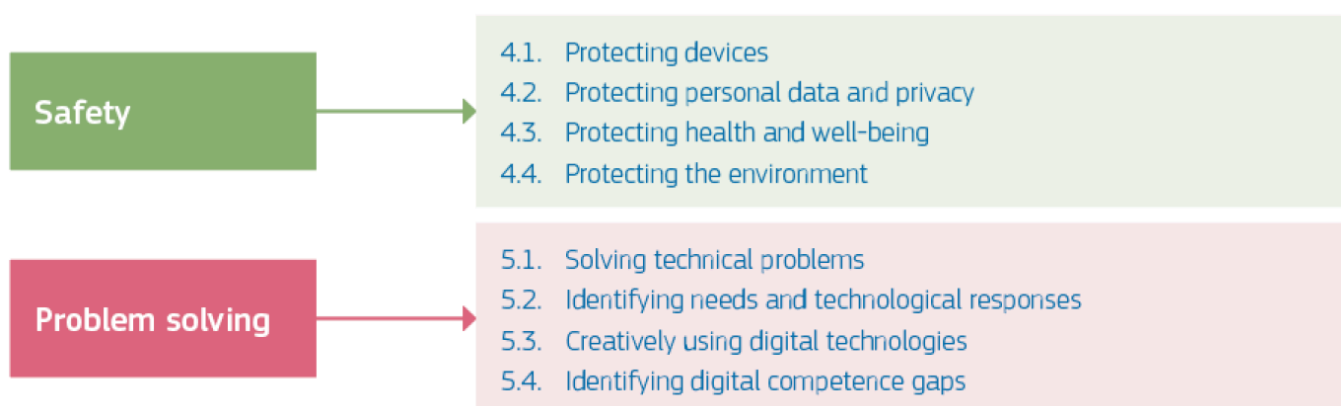 Safety
4.1. Protecting devices
4.2. Protecting personal data and privacy
4.3. Protecting health and well-being
4.4. Protecting the environment
Problem solving
5.1. Solving technical problems
5.2. Identifying needs and technological responses
5.3. Creatively using digital technologies
5.4. Identifying digital competence gaps